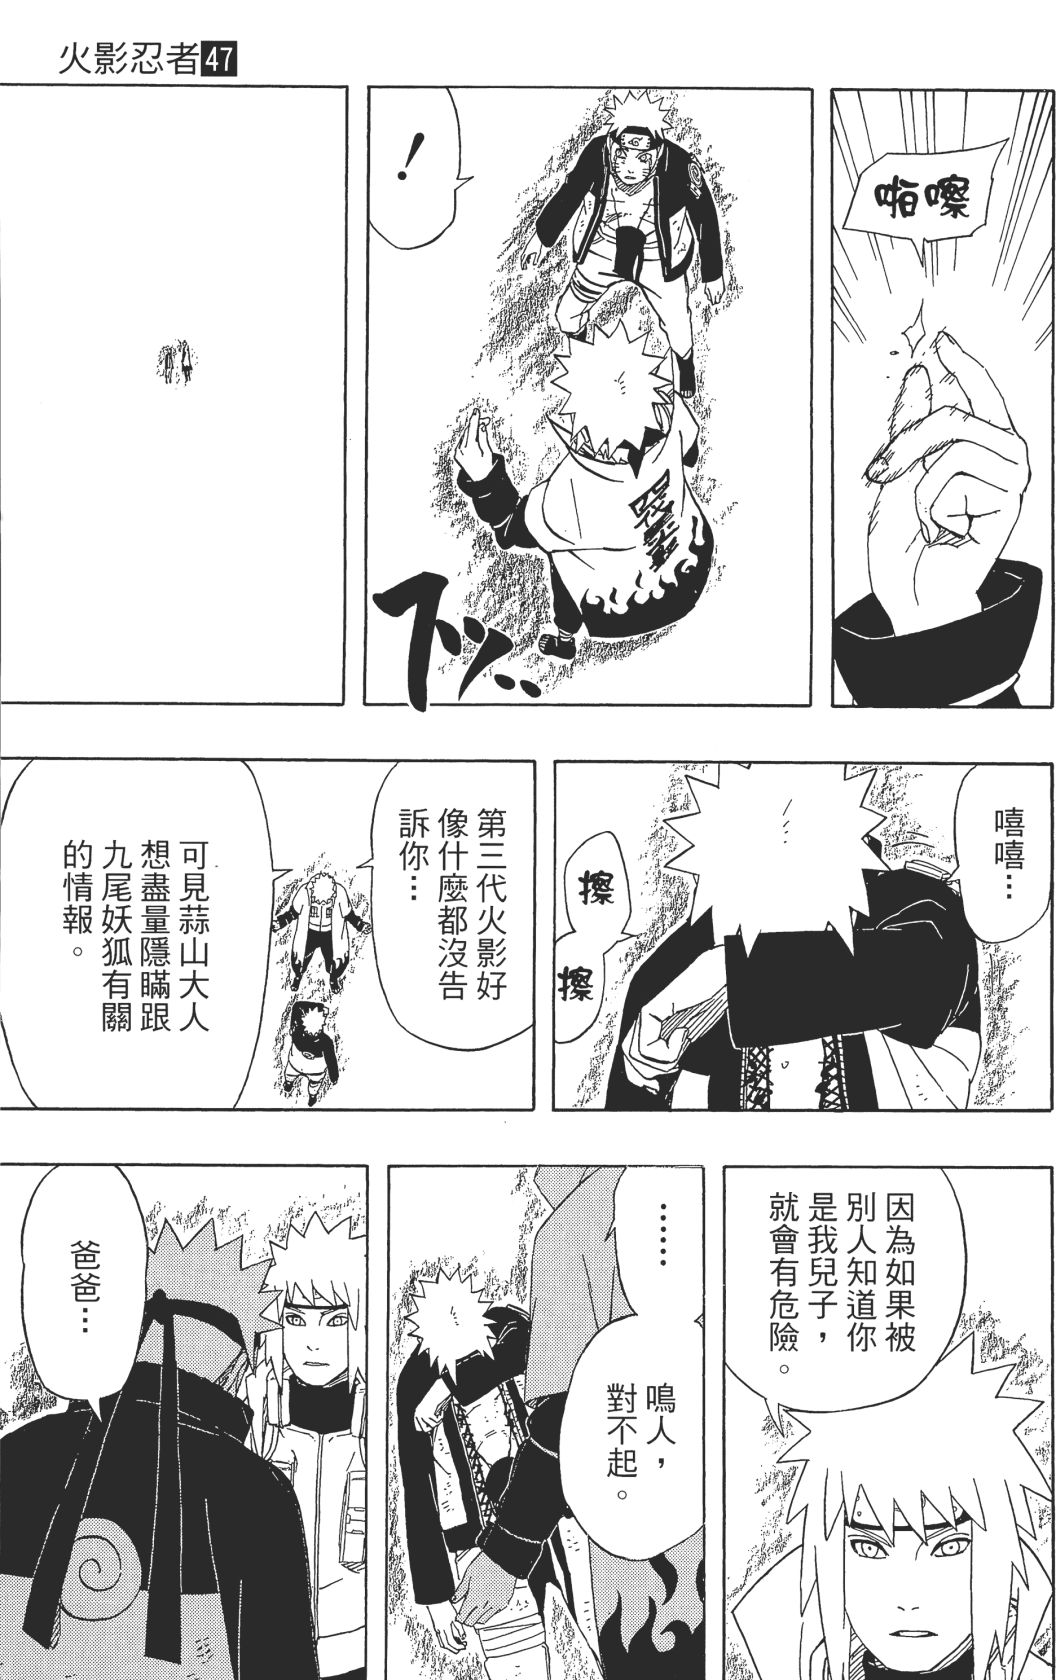 火影忍者47
啪嚓
！
ズッ…
嘻嘻…
擦
擦
第三代火影好
像什麼都沒告
訴你…
可見蒜山大人
想盡量隱瞞跟
九尾妖狐有關
的情報。
因為如果被
別人知道你
是我兒子，
就會有危險。
……
鳴人，
對不起。
爸爸…